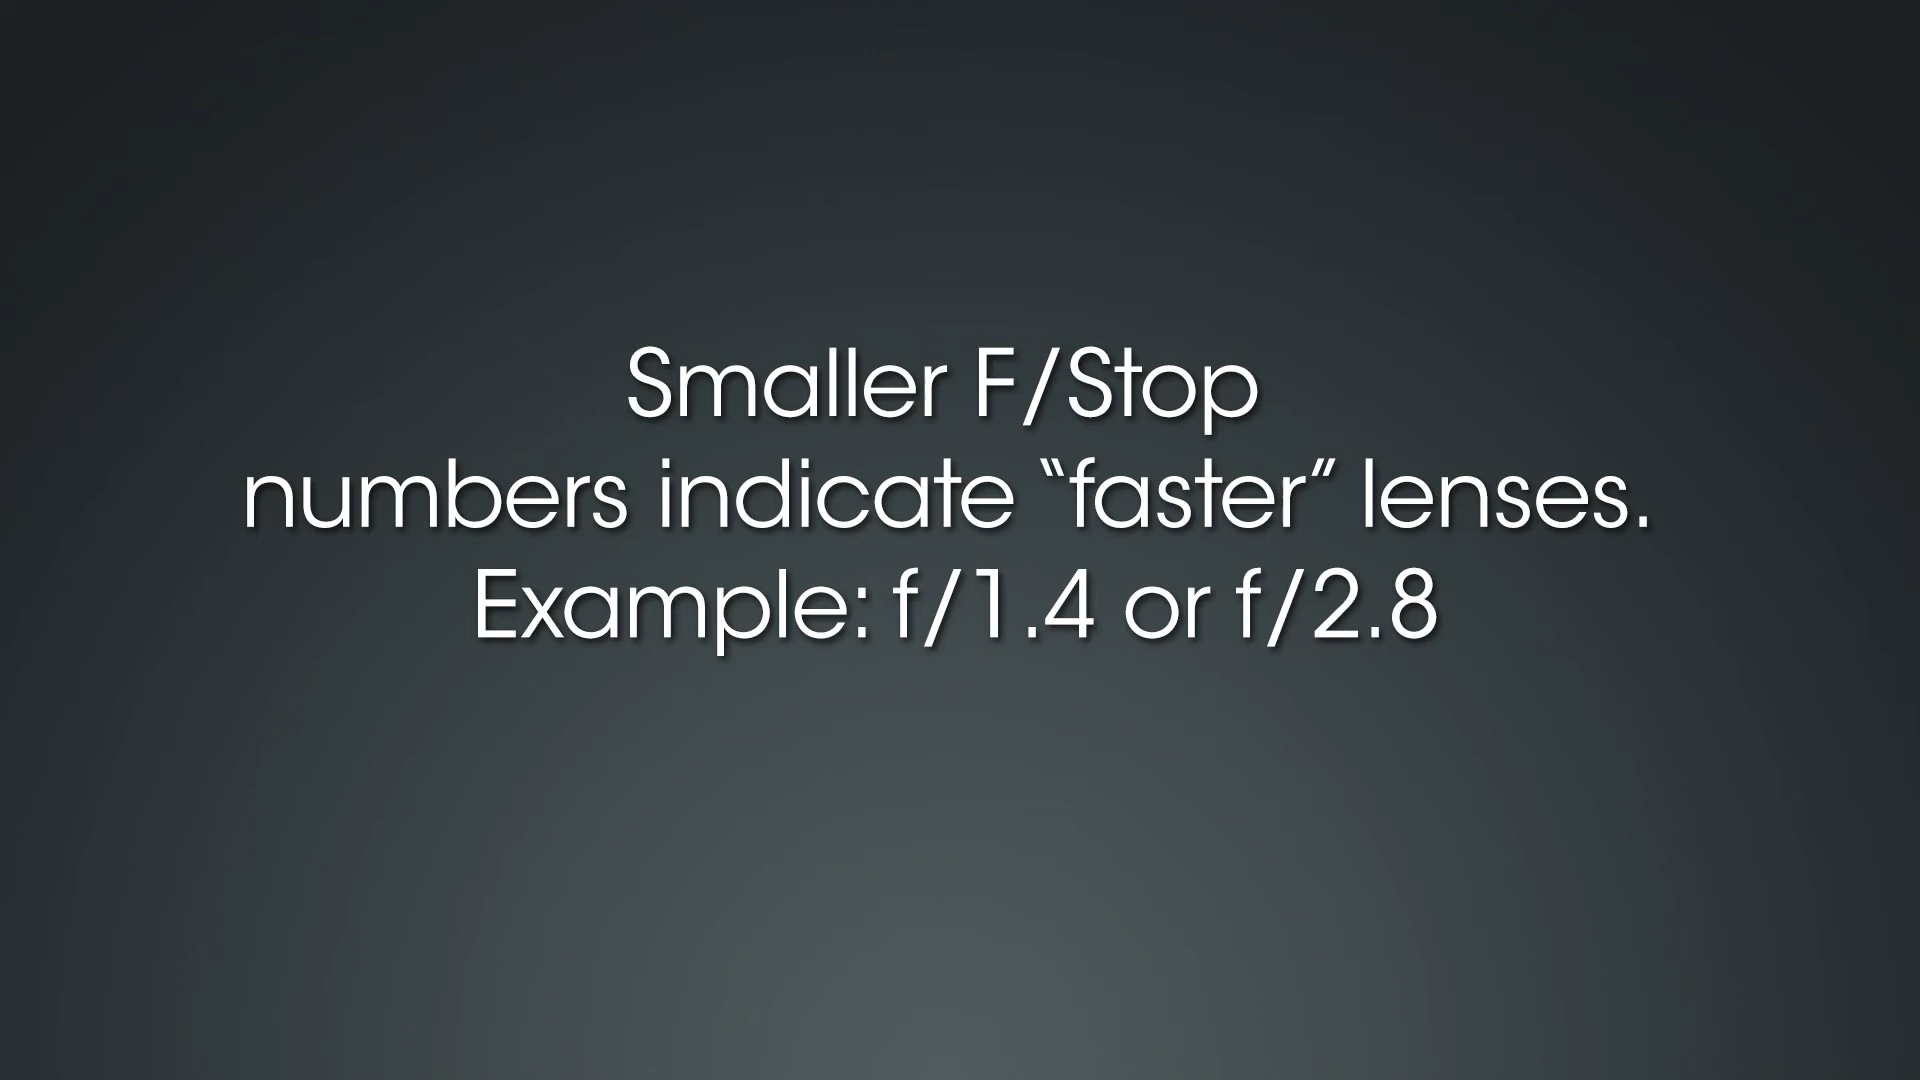 Smaller F/Stop
numbers indicate “faster” lenses.
Example: f/1.4 or f/2.8